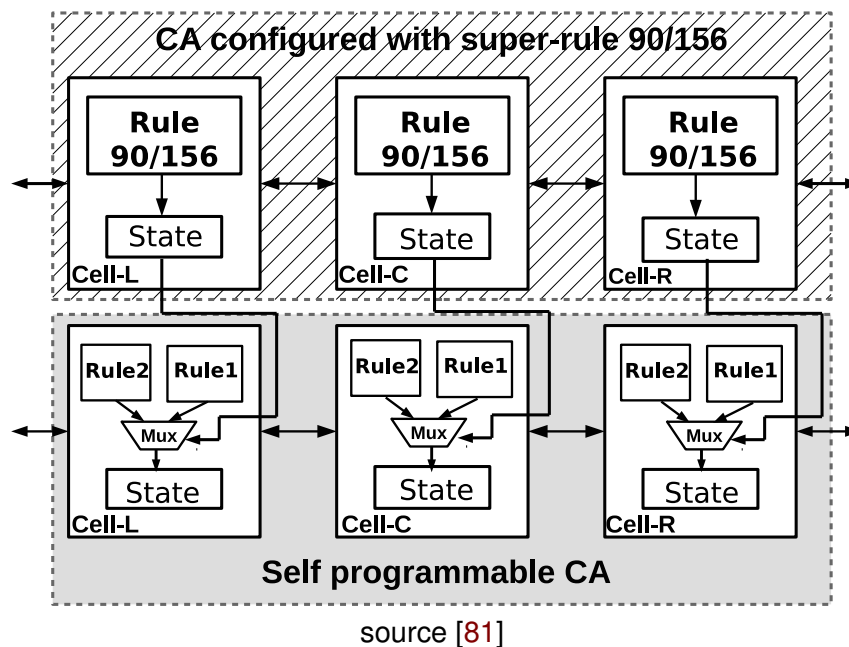 CA configured with super-rule 90/156
Rule
90/156
State
Cell-L
Rule
90/156
State
Cell-C
Rule
90/156
State
Cell-R
Rule2 Rule1
Mux
State
Cell-L
Rule2 Rule1
Mux
State
Cell-C
Rule2 Rule1
Mux
State
Cell-R
Self programmable CA
source [81]